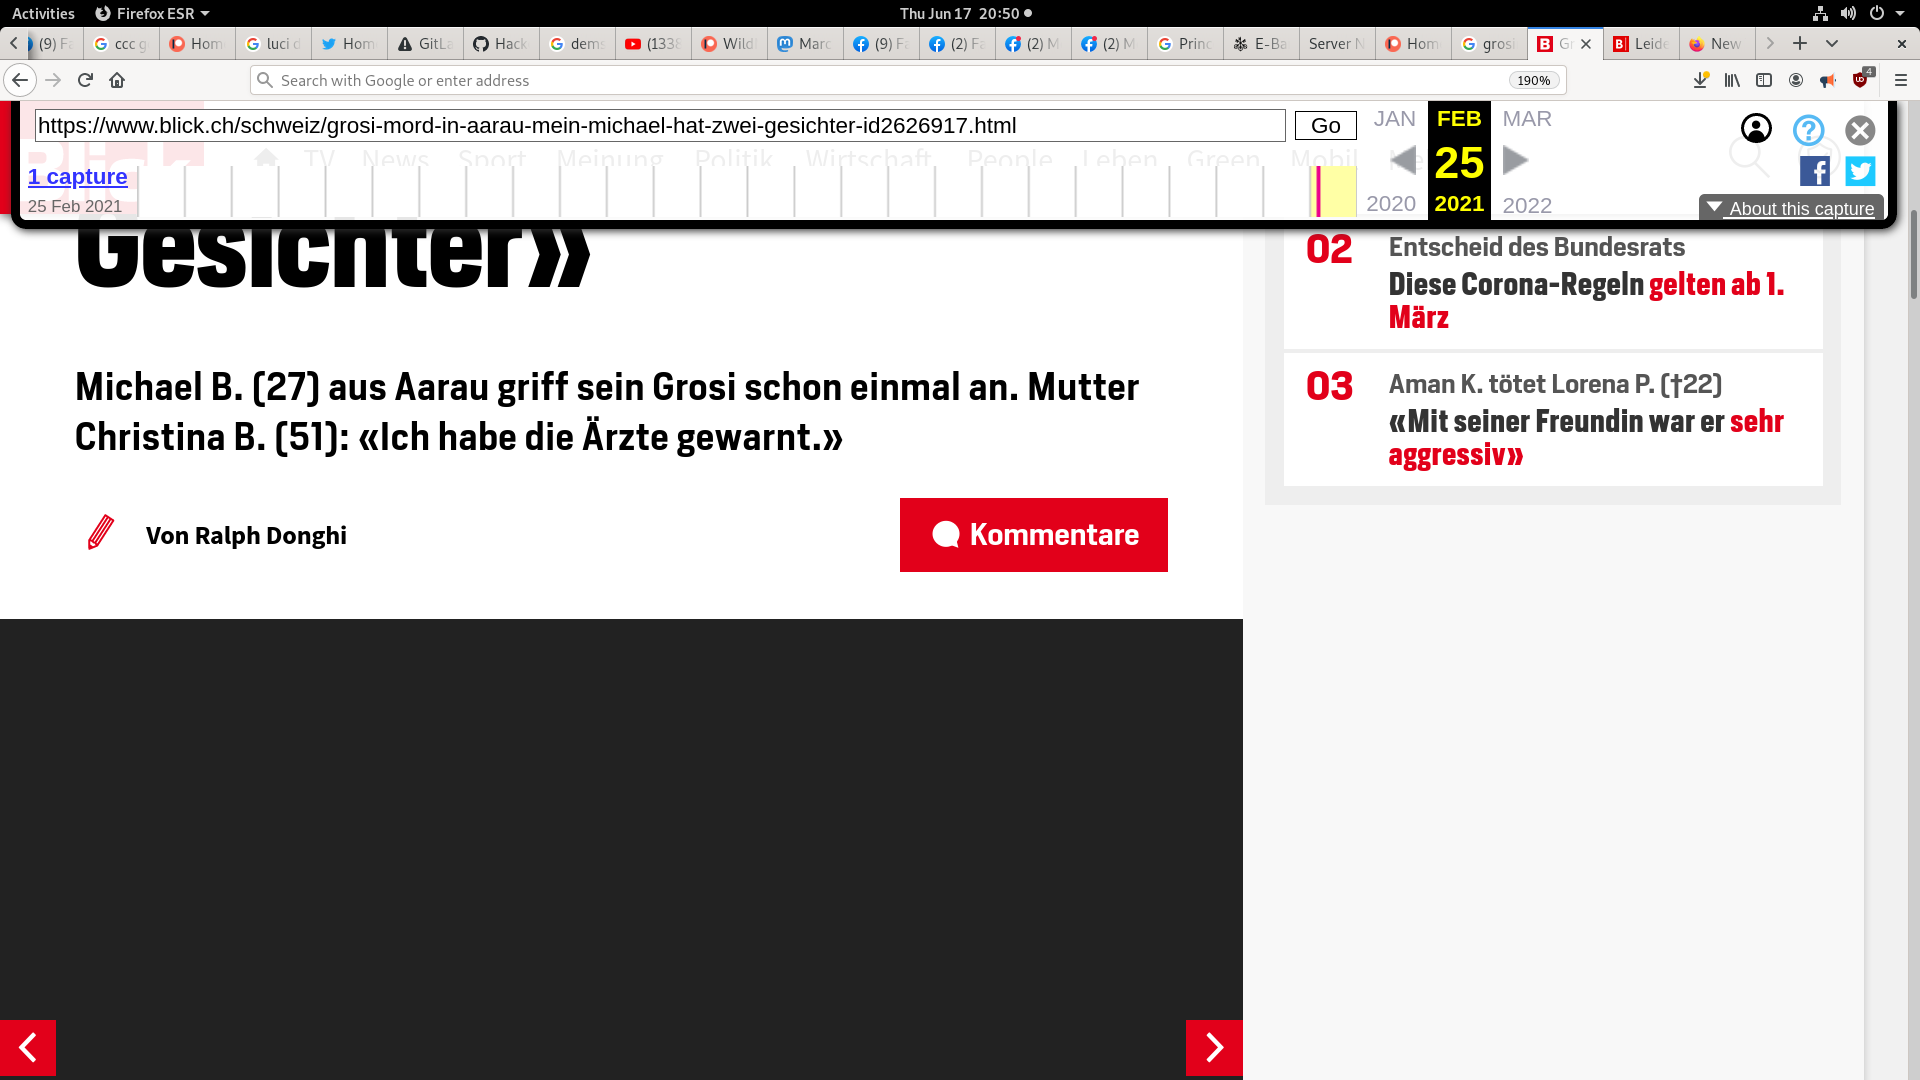 Activities
Firefox ESR
Thu Jun 17 20:50
(9) Fa
ccc g
Hom
luci d
Hom
GitLa
Hack
dem
(1338
Wildf
Marc
(9) Fa
(2) Fa
(2) M
(2) M
Princ
E-Ba
Server N
Hom
grosi
Gr
Leide
New
Search with Google or enter address
190%
4
https://www.blick.ch/schweiz/grosi-mord-in-aarau-mein-michael-hat-zwei-gesichter-id2626917.html
Go
JAN
FEB
MAR
Blick
TV
News
Sport
Meinung
Politik
Wirtschaft
People
Leben
Green
Mobil
1 capture
25
25 Feb 2021
2020
2021
2022
About this capture
Gesichter»
Michael B. (27) aus Aarau griff sein Grosi schon einmal an. Mutter
Christina B. (51): «Ich habe die Ärzte gewarnt.»
Von Ralph Donghi
Kommentare
02
Entscheid des Bundesrats
Diese Corona-Regeln gelten ab 1.
März
03
Aman K. tötet Lorena P. (†22)
«Mit seiner Freundin war er sehr
aggressiv»